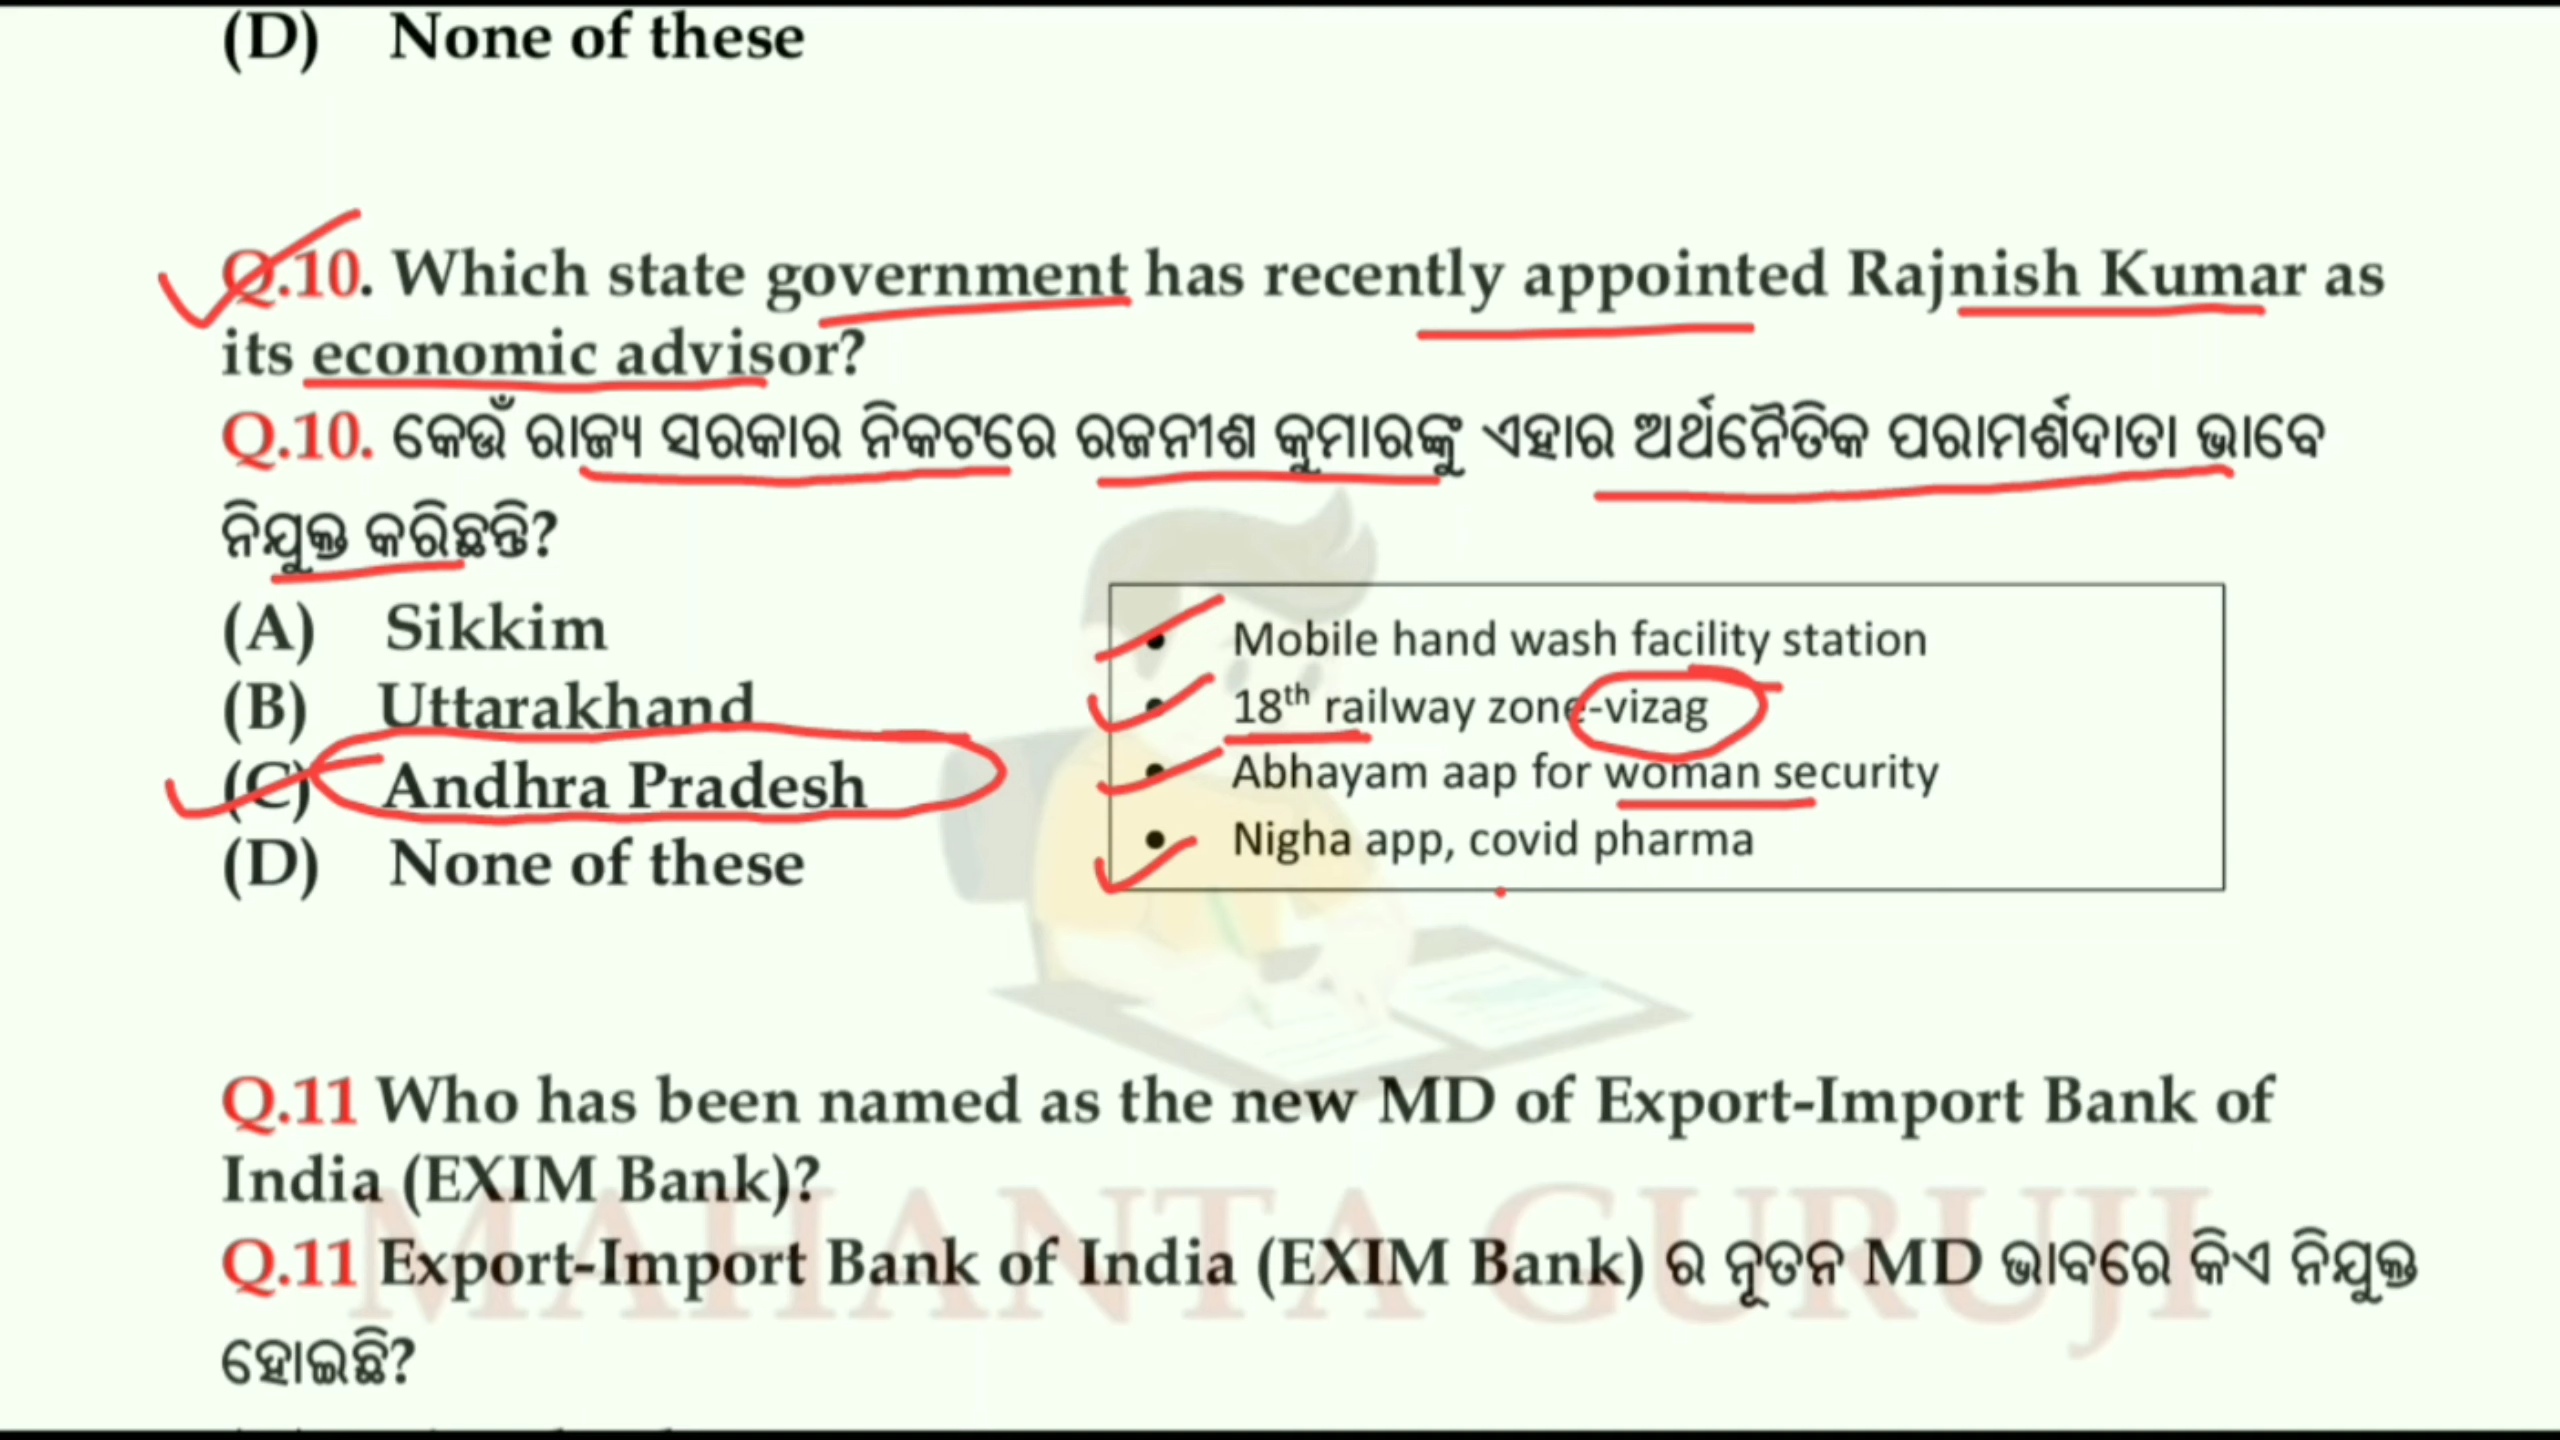 (D) None of these
Q.10. Which state government has recently appointed Rajnish Kumar as
its economic advisor?
Q.10. କେଉଁ ରାଜ୍ୟ ସରକାର ନିକଟରେ ରଜନୀଶ କୁମାରଙ୍କୁ ଏହାର ଅର୍ଥନୈତିକ ପରାମର୍ଶଦାତା ଭାବେ
ନିଯୁକ୍ତ କରିଛନ୍ତି?
(A) Sikkim
(B) Uttarakhand
(C) Andhra Pradesh
(D) None of these
• Mobile hand wash facility station
• 18th railway zone-vizag
• Abhayam aap for woman security
• Nigha app, covid pharma
Q.11 Who has been named as the new MD of Export-Import Bank of
India (EXIM Bank)?
MAHANTA GURUJI
Q.11 Export-Import Bank of India (EXIM Bank) ର ନୂତନ MD ଭାବରେ କିଏ ନିଯୁକ୍ତ
ହୋଇଛି?